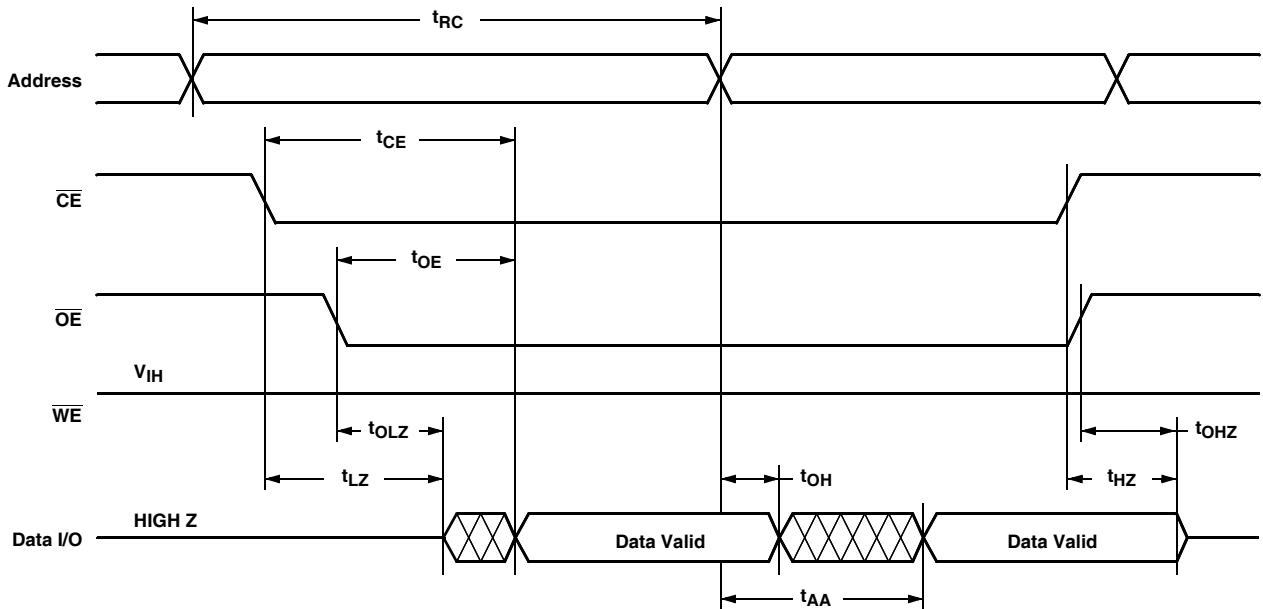 tRC
Address
tCE
CE
tOE
OE
VIH
WE
tOLZ
tOHZ
tLZ
tOH
tHZ
HIGH Z
Data I/O
Data Valid
Data Valid
tAA